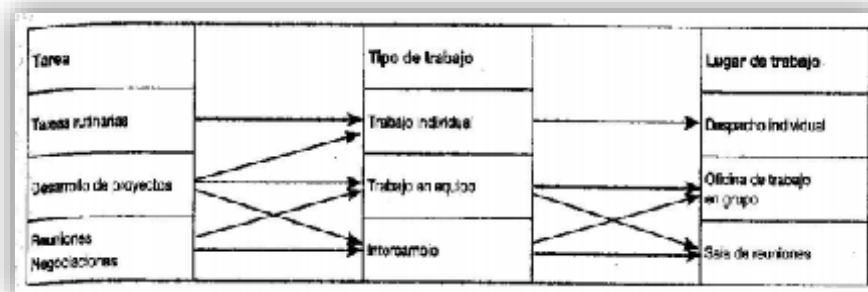 Tarea
Tipo de trabajo
Lugar de trabajo
Tareas rutinarias
Trabajo individual
Despacho individual
Desarrollo de proyectos
Trabajo en equipo
Oficina de trabajo
en grupo
Reuniones
Negociaciones
Intercambio
Sala de reuniones